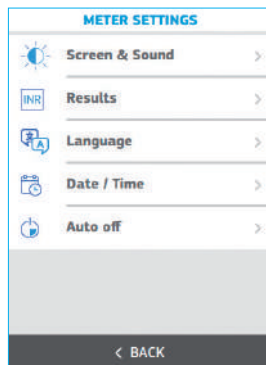 METER SETTINGS
Screen & Sound
INR
Results
A
Language
Date / Time
Auto off
< BACK